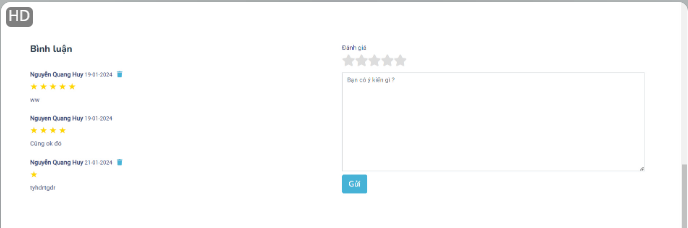 HD
Bình luận
Nguyễn Quang Huy 19-01-2024
ww
Nguyen Quang Huy 19-01-2024
Cũng ok đó
Nguyễn Quang Huy 21-01-2024
tyhdrtgdr
Đánh giá
Bạn có ý kiến gì ?
Gửi